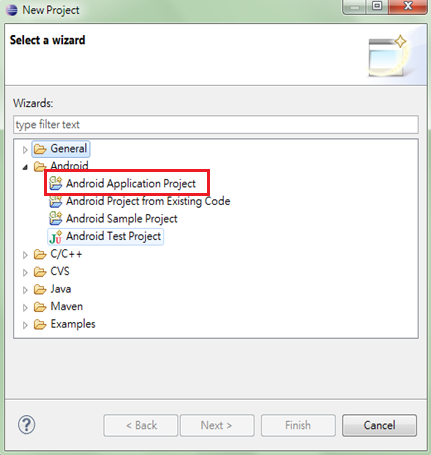 New Project
Select a wizard
Wizards:
type filter text
General
Android
Android Application Project
Android Project from Existing Code
Android Sample Project
Android Test Project
C/C++
CVS
Java
Maven
Examples
< Back
Next >
Finish
Cancel